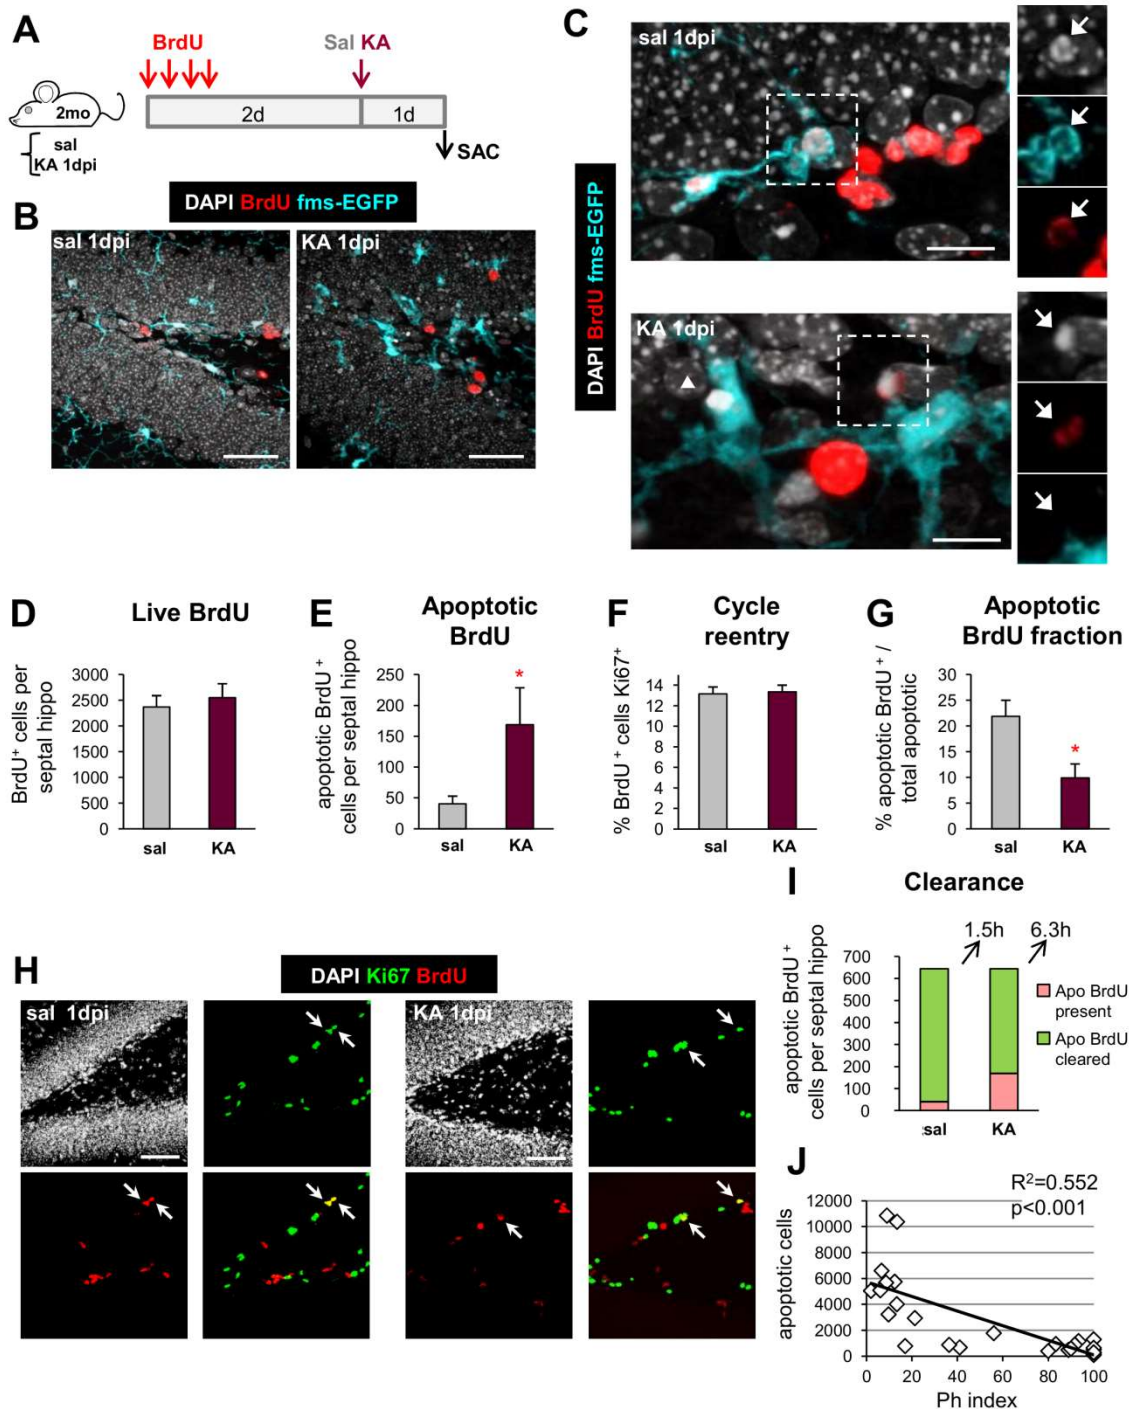 A
BrdU
Sal KA
2mo
2d
1d
sal
KA 1dpi
SAC
B
DAPI BrdU fms-EGFP
sal 1dpi
KA 1dpi
C
DAPI BrdU fms-EGFP
sal 1dpi
KA 1dpi
D
Live BrdU
BrdU⁺ cells per
septal hippo
3000
2500
2000
1500
1000
500
0
sal
KA
E
Apoptotic
BrdU
apoptotic BrdU⁺
cells per septal hippo
250
200
150
100
50
0
*
sal
KA
F
Cycle
reentry
% BrdU⁺ cells Ki67⁺
14
12
10
8
6
4
2
0
sal
KA
G
Apoptotic
BrdU fraction
% apoptotic BrdU⁺ /
total apoptotic
30
25
20
15
10
5
0
*
sal
KA
H
DAPI Ki67 BrdU
sal 1dpi
KA 1dpi
I
Clearance
1.5h
6.3h
apoptotic BrdU⁺
cells per septal hippo
700
600
500
400
300
200
100
0
sal
KA
Apo BrdU
present
Apo BrdU
cleared
J
R²=0.552
p<0.001
apoptotic cells
12000
10000
8000
6000
4000
2000
0
0 20 40 60 80 100
Ph index